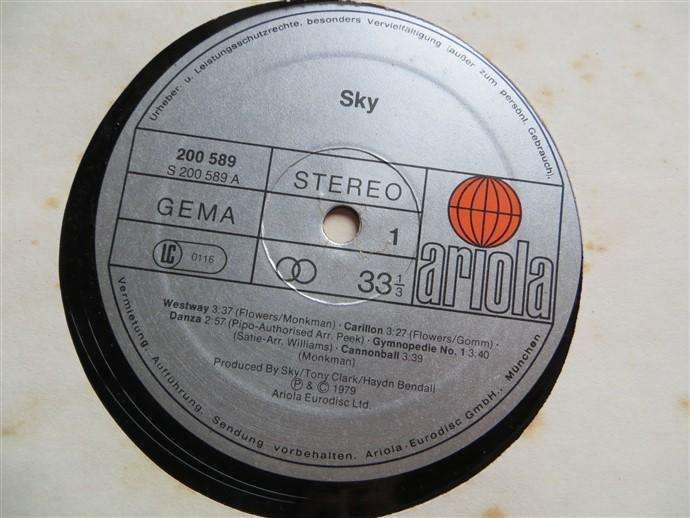 Urheber- u. Leistungsschutzrechte, besonders Vervielfältigung (außer zum persönl. Gebrauch),
Sky
200 589
S 200 589 A
STEREO
GEMA
1
LC 0116
33 1/3
ariola
Westway 3:37 (Flowers/Monkman) · Carillon 3:27 (Flowers/Gomm) ·
Danza 2:57 (Pipo-Authorised Arr. Peek) · Gymnopedie No. 1 3:40
(Satie-Arr. Williams) · Cannonball 3:39
(Monkman)
Produced By Sky/Tony Clark/Haydn Bendall
Ⓟ & © 1979
Ariola Eurodisc Ltd.
Vermietung, Aufführung, Sendung vorbehalten. Ariola-Eurodisc GmbH., München